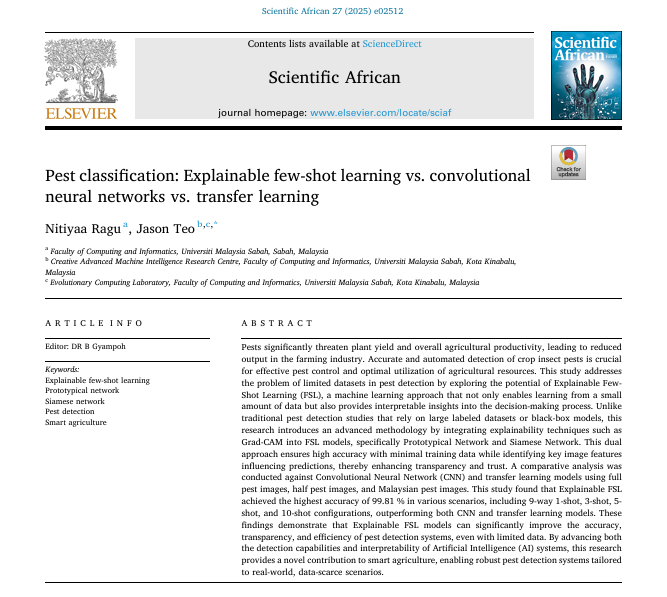 Scientific African 27 (2025) e02512
Contents lists available at ScienceDirect
Scientific African
journal homepage: www.elsevier.com/locate/sciaf
ELSEVIER
Scientific
African
Check for
updates
Pest classification: Explainable few-shot learning vs. convolutional
neural networks vs. transfer learning
Nitiyaa Ragu a, Jason Teo b,c,*
a Faculty of Computing and Informatics, Universiti Malaysia Sabah, Sabah, Malaysia
b Creative Advanced Machine Intelligence Research Centre, Faculty of Computing and Informatics, Universiti Malaysia Sabah, Kota Kinabalu,
Malaysia
c Evolutionary Computing Laboratory, Faculty of Computing and Informatics, Universiti Malaysia Sabah, Kota Kinabalu, Malaysia
ARTICLE INFO
Editor: DR B Gyampoh
Keywords:
Explainable few-shot learning
Prototypical network
Siamese network
Pest detection
Smart agriculture
ABSTRACT
Pests significantly threaten plant yield and overall agricultural productivity, leading to reduced
output in the farming industry. Accurate and automated detection of crop insect pests is crucial
for effective pest control and optimal utilization of agricultural resources. This study addresses
the problem of limited datasets in pest detection by exploring the potential of Explainable Few-
Shot Learning (FSL), a machine learning approach that not only enables learning from a small
amount of data but also provides interpretable insights into the decision-making process. Unlike
traditional pest detection studies that rely on large labeled datasets or black-box models, this
research introduces an advanced methodology by integrating explainability techniques such as
Grad-CAM into FSL models, specifically Prototypical Network and Siamese Network. This dual
approach ensures high accuracy with minimal training data while identifying key image features
influencing predictions, thereby enhancing transparency and trust. A comparative analysis was
conducted against Convolutional Neural Network (CNN) and transfer learning models using full
pest images, half pest images, and Malaysian pest images. This study found that Explainable FSL
achieved the highest accuracy of 99.81 % in various scenarios, including 9-way 1-shot, 3-shot, 5-
shot, and 10-shot configurations, outperforming both CNN and transfer learning models. These
findings demonstrate that Explainable FSL models can significantly improve the accuracy,
transparency, and efficiency of pest detection systems, even with limited data. By advancing both
the detection capabilities and interpretability of Artificial Intelligence (AI) systems, this research
provides a novel contribution to smart agriculture, enabling robust pest detection systems tailored
to real-world, data-scarce scenarios.